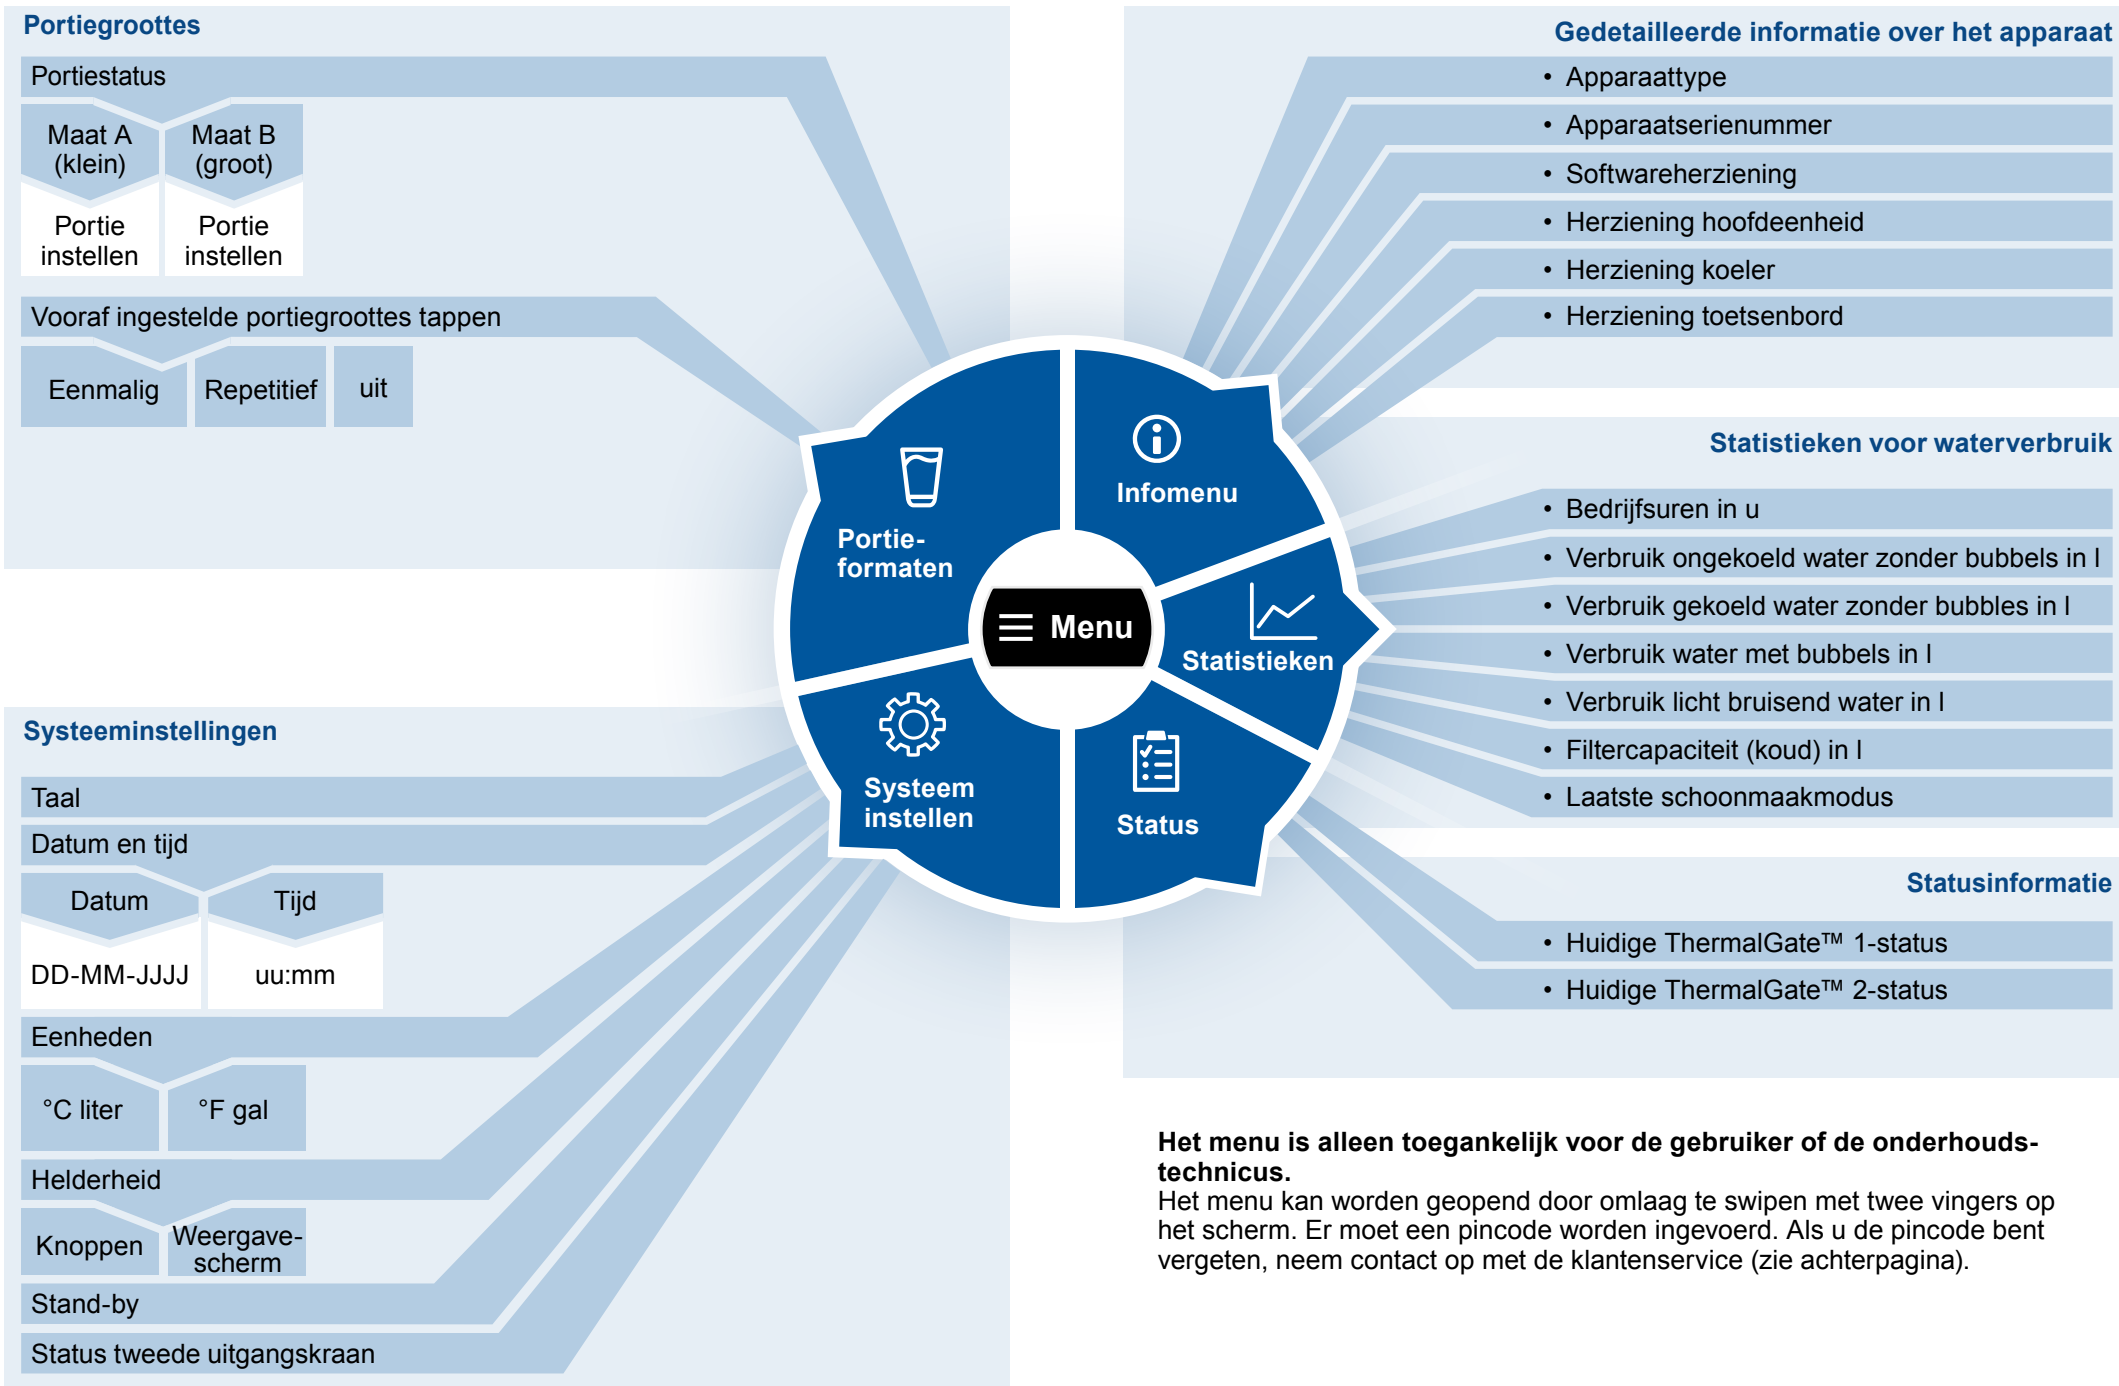 Portiegroottes
Portiestatus
Maat A
(klein)
Maat B
(groot)
Portie
instellen
Portie
instellen
Vooraf ingestelde portiegroottes tappen
Eenmalig
Repetitief
uit
Systeeminstellingen
Taal
Datum en tijd
Datum
Tijd
DD-MM-JJJJ
uu:mm
Eenheden
°C liter
°F gal
Helderheid
Knoppen
Weergave-
scherm
Stand-by
Status tweede uitgangskraan
Portie-
formaten
Infomenu
Menu
Statistieken
Systeem
instellen
Status
Gedetailleerde informatie over het apparaat
• Apparaattype
• Apparaatserienummer
• Softwareherziening
• Herziening hoofdeenheid
• Herziening koeler
• Herziening toetsenbord
Statistieken voor waterverbruik
• Bedrijfsuren in u
• Verbruik ongekoeld water zonder bubbels in l
• Verbruik gekoeld water zonder bubbles in l
• Verbruik water met bubbels in l
• Verbruik licht bruisend water in l
• Filtercapaciteit (koud) in l
• Laatste schoonmaakmodus
Statusinformatie
• Huidige ThermalGate™ 1-status
• Huidige ThermalGate™ 2-status
Het menu is alleen toegankelijk voor de gebruiker of de onderhouds-
technicus.
Het menu kan worden geopend door omlaag te swipen met twee vingers op
het scherm. Er moet een pincode worden ingevoerd. Als u de pincode bent
vergeten, neem contact op met de klantenservice (zie achterpagina).